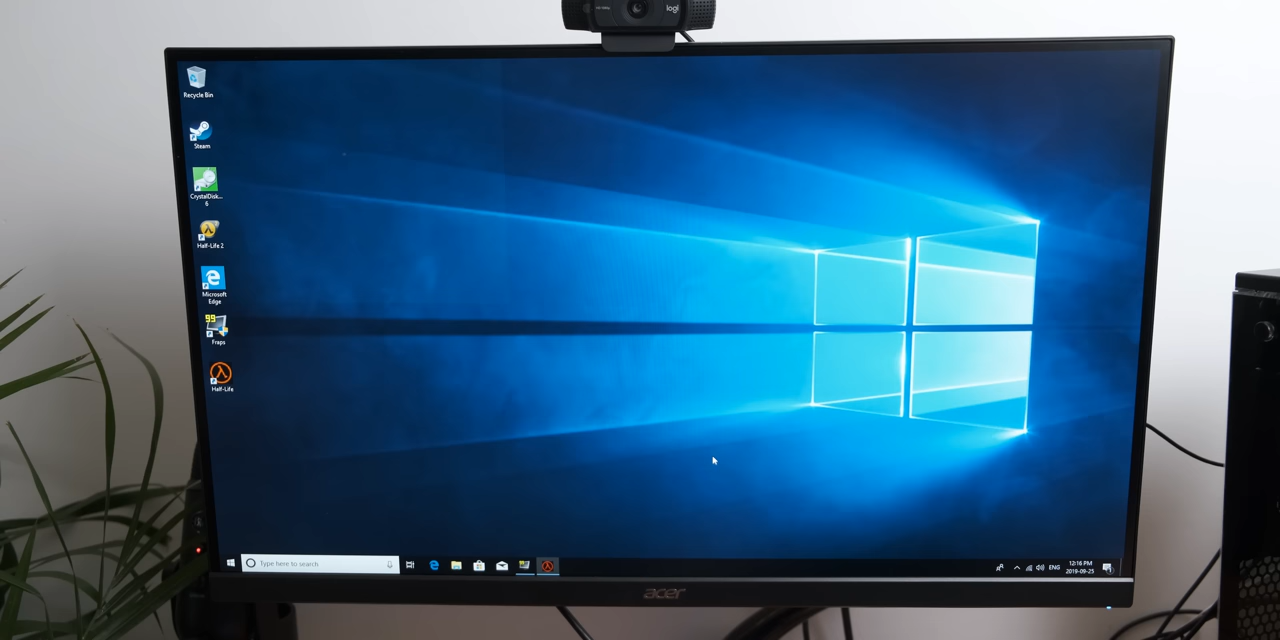 logi
Recycle Bin
Steam
CrystalDisk...
6
Half-Life 2
Microsoft
Edge
99
Fraps
Half-Life
Type here to search
ENG
12:16 PM
2019-09-25
acer